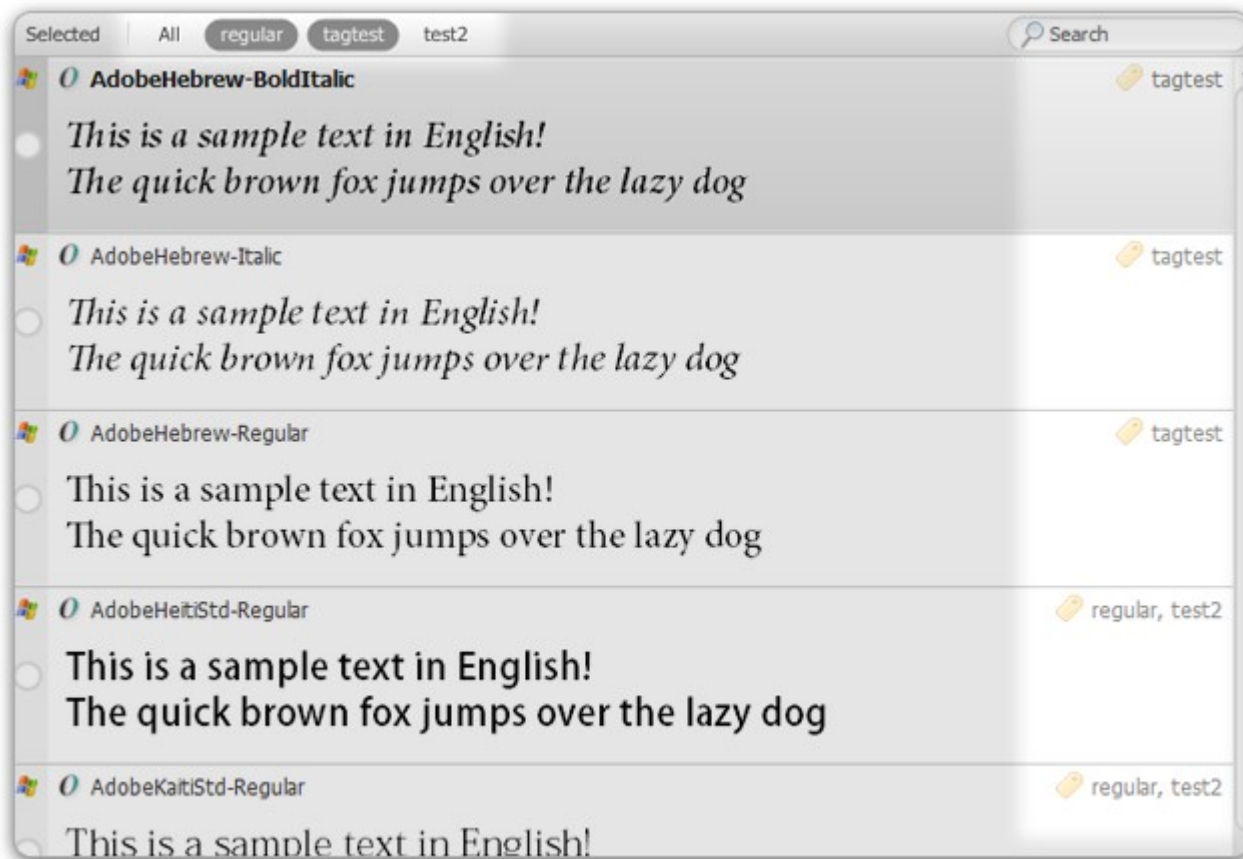 Selected All regular tagtest test2 Search
O AdobeHebrew-BoldItalic tagtest
This is a sample text in English!
The quick brown fox jumps over the lazy dog
O AdobeHebrew-Italic tagtest
This is a sample text in English!
The quick brown fox jumps over the lazy dog
O AdobeHebrew-Regular tagtest
This is a sample text in English!
The quick brown fox jumps over the lazy dog
O AdobeHeitiStd-Regular regular, test2
This is a sample text in English!
The quick brown fox jumps over the lazy dog
O AdobeKaitiStd-Regular regular, test2
This is a sample text in English!